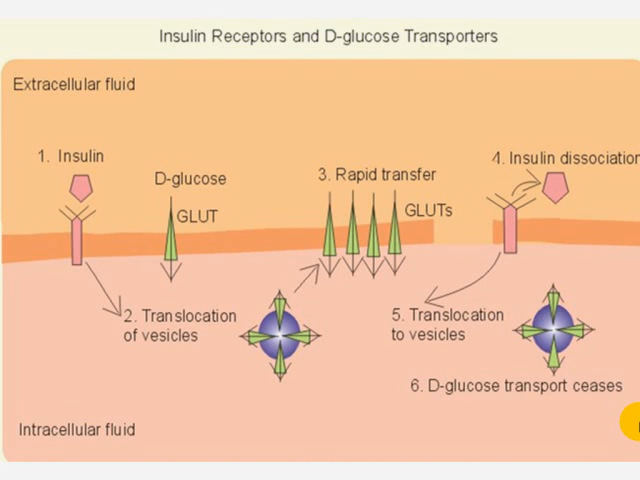 Insulin Receptors and D-glucose Transporters
Extracellular fluid
1. Insulin
D-glucose
GLUT
3. Rapid transfer
GLUTs
4. Insulin dissociation
2. Translocation
of vesicles
5. Translocation
to vesicles
6. D-glucose transport ceases
Intracellular fluid